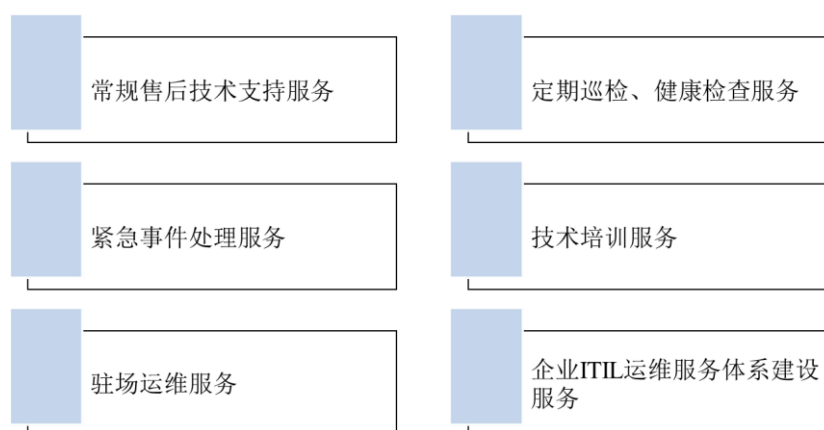 常规售后技术支持服务
定期巡检、健康检查服务
紧急事件处理服务
技术培训服务
驻场运维服务
企业ITIL运维服务体系建设
服务